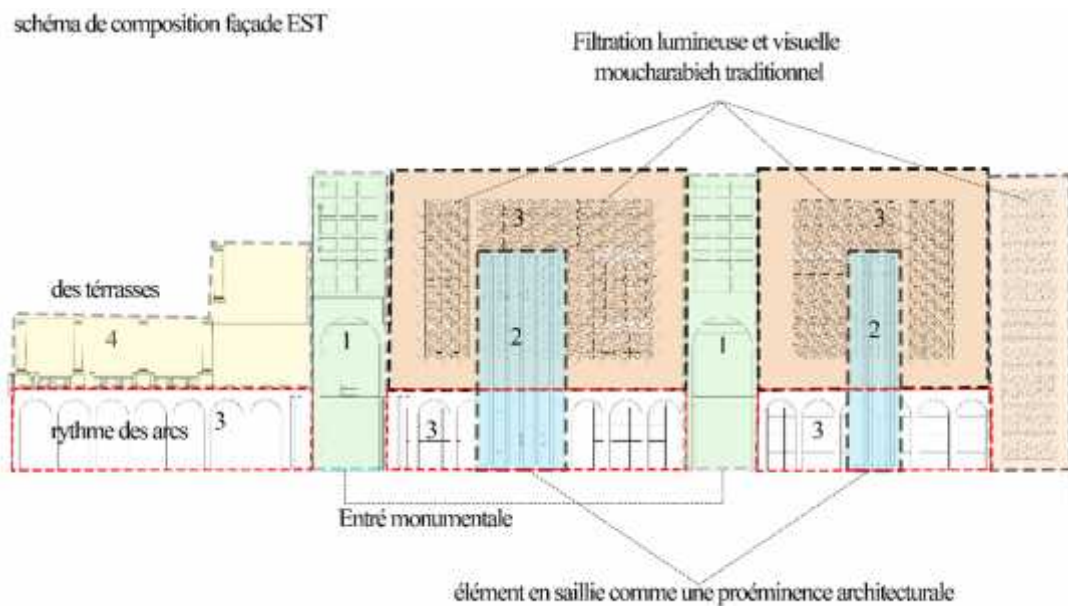 schéma de composition façade EST
Filtration lumineuse et visuelle
moucharabieh traditionnel
3
3
des térrasses
4
1
2
1
2
rythme des arcs 3
3
3
Entré monumentale
élément en saillie comme une proéminence architecturale